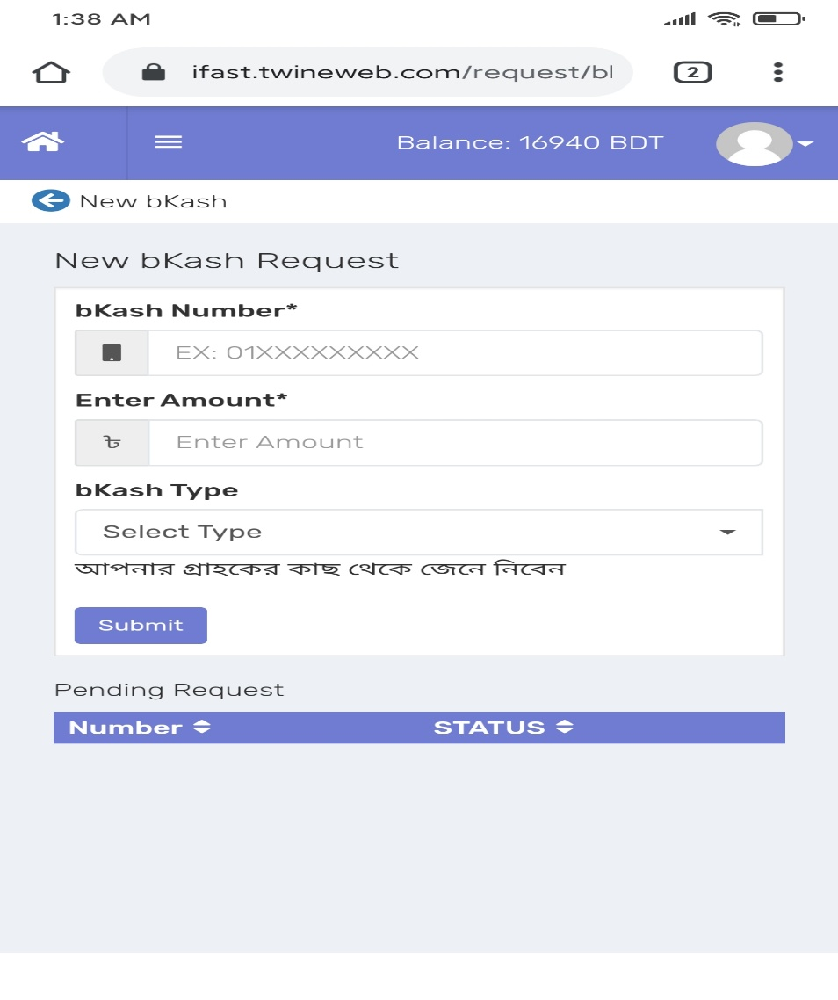 1:38 AM
ifast.twineweb.com/request/bl
2
Balance: 16940 BDT
New bKash
New bKash Request
bKash Number*
EX: 01XXXXXXXXX
Enter Amount*
৳ Enter Amount
bKash Type
Select Type
আপনার গ্রাহকের কাছ থেকে জেনে নিবেন
Submit
Pending Request
Number STATUS